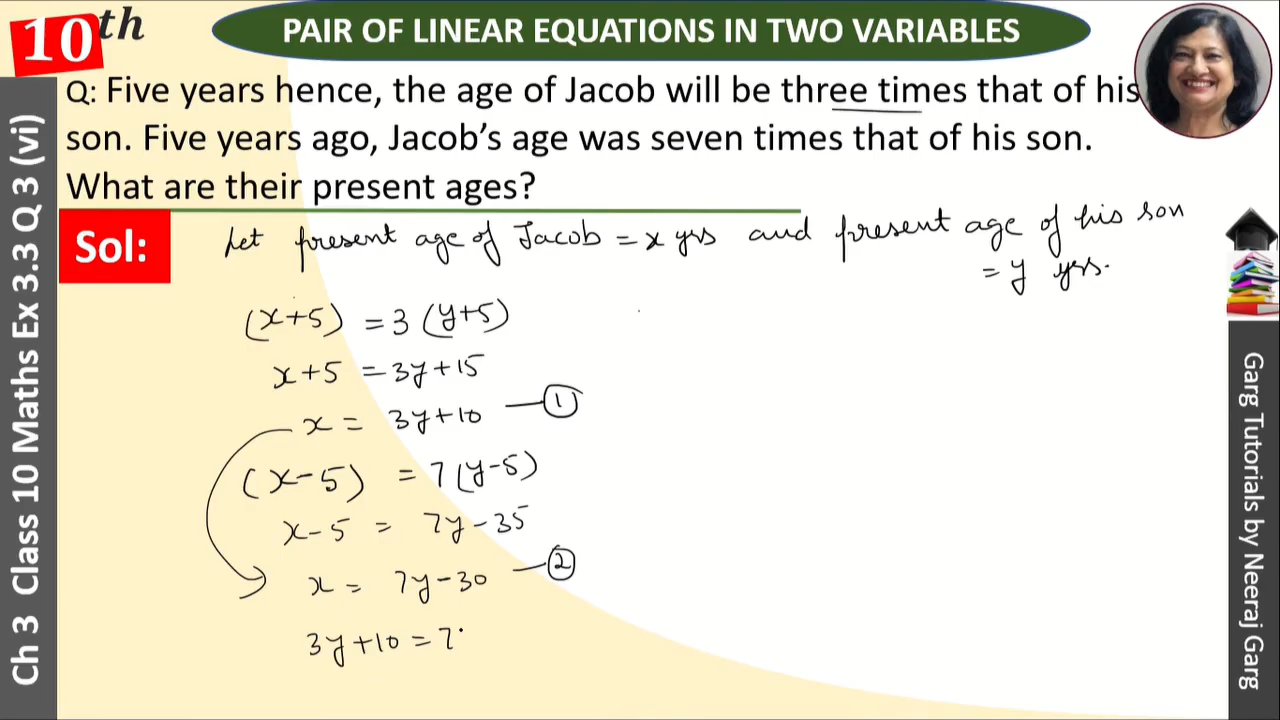 10th
PAIR OF LINEAR EQUATIONS IN TWO VARIABLES
Q: Five years hence, the age of Jacob will be three times that of his
son. Five years ago, Jacob's age was seven times that of his son.
What are their present ages?
Sol:
Let present age of Jacob = x yrs and present age of his son
= y yrs.
(x+5) = 3 (y+5)
x+5 = 3y+15
x = 3y+10 —①
(x-5) = 7(y-5)
x-5 = 7y-35
x = 7y-30 —②
3y+10 = 7
Ch 3 Class 10 Maths Ex 3.3 Q 3 (vi)
Garg Tutorials by Neeraj Garg